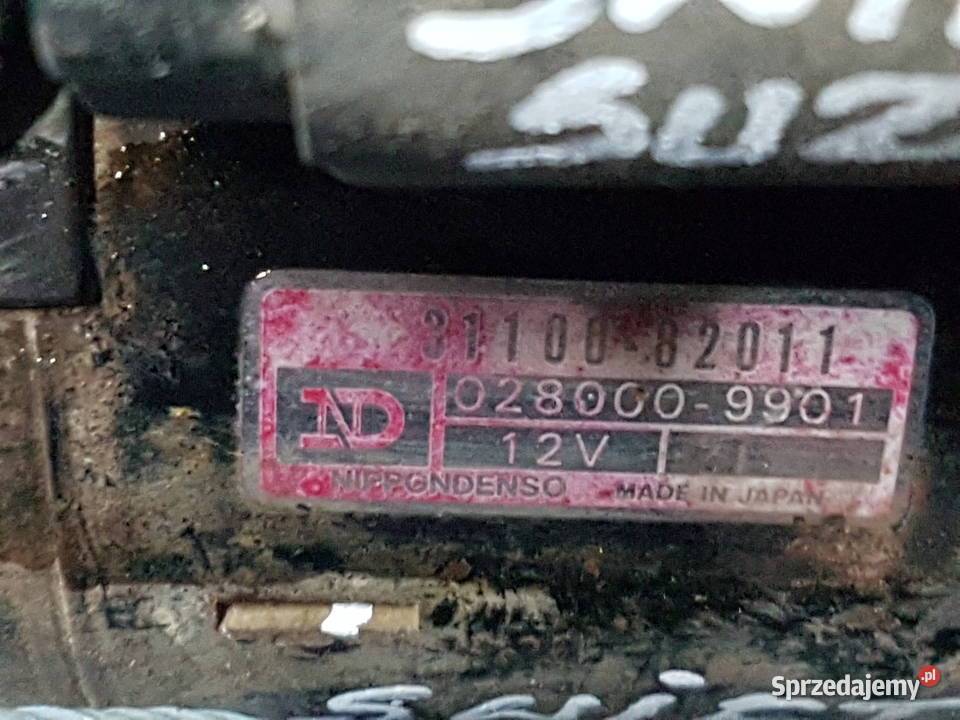 SUZ
31100-82011
ND
028000-9901
12V
NIPPONDENSO MADE IN JAPAN
Sprzedajemy.pl